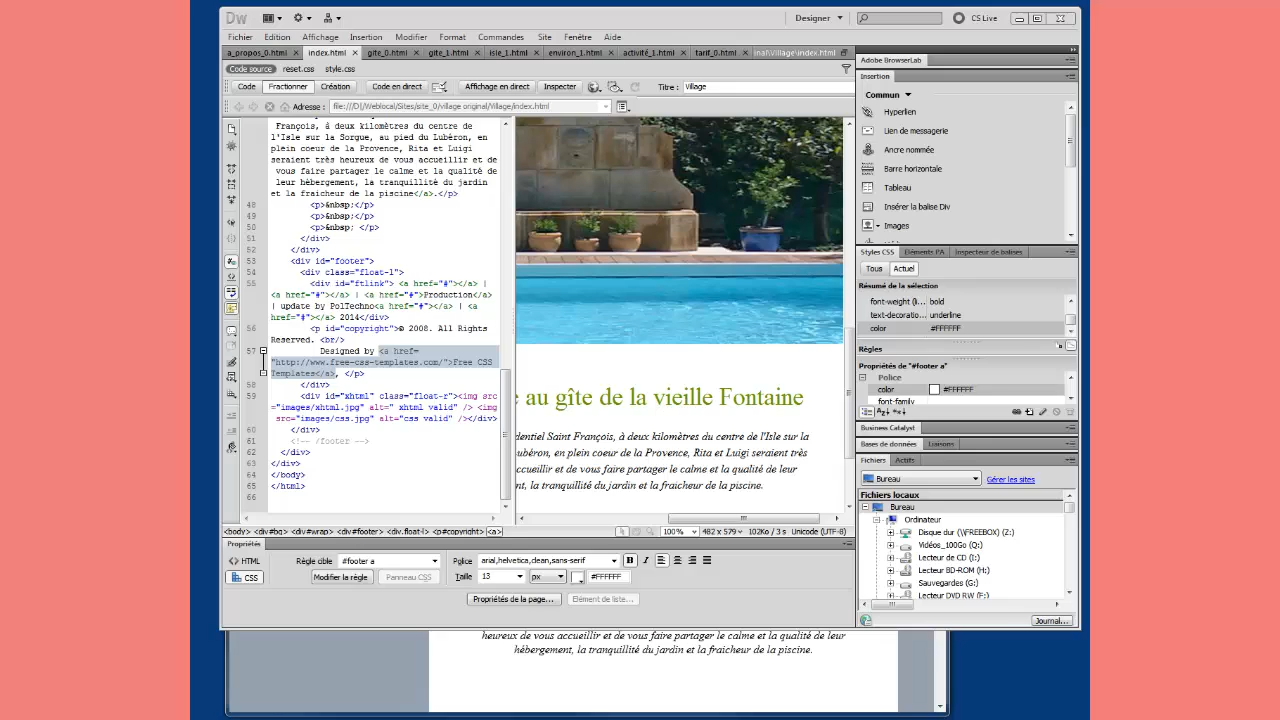 Dw
Designer
CS Live
Fichier Edition Affichage Insertion Modifier Format Commandes Site Fenêtre Aide
a_propos_0.html index.html gite_0.html gite_1.html isle_1.html environ_1.html activité_1.html tarif_0.html inal\Village\index.html
Code source reset.css style.css
Code Fractionner Création Code en direct Affichage en direct Inspecter Titre : Village
Adresse : file:///D|/Weblocal/Sites/site_0/village original/Village/index.html
François, à deux kilomètres du centre de
l'Isle sur la Sorgue, au pied du Lubéron, en
plein coeur de la Provence, Rita et Luigi
seraient très heureux de vous accueillir et de
vous faire partager le calme et la qualité de
leur hébergement, la tranquillité du jardin
et la fraicheur de la piscine</a>.</p>
48 <p>&nbsp;</p>
49 <p>&nbsp;</p>
50 <p>&nbsp; </p>
51 </div>
52 </div>
53 <div id="footer">
54 <div class="float-l">
55 <div id="ftlink"> <a href="#"></a> |
<a href="#"></a> | <a href="#">Production</a>
| update by PolTechno<a href="#"></a> | <a
href="#"></a> 2014</div>
56 <p id="copyright">© 2008. All Rights
Reserved. <br/>
57 Designed by <a href=
"http://www.free-css-templates.com/">Free CSS
Templates</a>, </p>
58 </div>
59 <div id="xhtml" class="float-r"><img src
="images/xhtml.jpg" alt=" xhtml valid" /> <img
src="images/css.jpg" alt="css valid" /></div>
60 </div>
61 <!-- /footer -->
62 </div>
63 </div>
64 </body>
65 </html>
66
e au gîte de la vieille Fontaine
dentiel Saint François, à deux kilomètres du centre de l'Isle sur la
ubéron, en plein coeur de la Provence, Rita et Luigi seraient très
accueillir et de vous faire partager le calme et la qualité de leur
nt, la tranquillité du jardin et la fraicheur de la piscine.
<body> <div#bg> <div#wrap> <div#footer> <div.float-l> <p#copyright> <a>
100% 482 x 579 102Ko / 3 s Unicode (UTF-8)
Propriétés
HTML
CSS
Règle cible #footer a
Modifier la règle Panneau CSS
Police arial,helvetica,clean,sans-serif B I
Taille 13 px #FFFFFF
Propriétés de la page... Elément de liste...
Adobe BrowserLab
Insertion
Commun
Hyperlien
Lien de messagerie
Ancre nommée
Barre horizontale
Tableau
Insérer la balise Div
Images
Styles CSS Eléments PA Inspecteur de balises
Tous Actuel
Résumé de la sélection
font-weight (i... bold
text-decoratio... underline
color #FFFFFF
Règles
Propriétés de "#footer a"
Police
color #FFFFFF
font-family
Business Catalyst
Bases de données Liaisons
Fichiers Actifs
Bureau Gérer les sites
Fichiers locaux
Bureau
Ordinateur
Disque dur (\\FREEBOX) (Z:)
Vidéos_100Go (Q:)
Lecteur de CD (I:)
Lecteur BD-ROM (H:)
Sauvegardes (G:)
Lecteur DVD RW (F:)
Journal...
heureux de vous accueillir et de vous faire partager le calme et la qualité de leur
hébergement, la tranquillité du jardin et la fraicheur de la piscine.